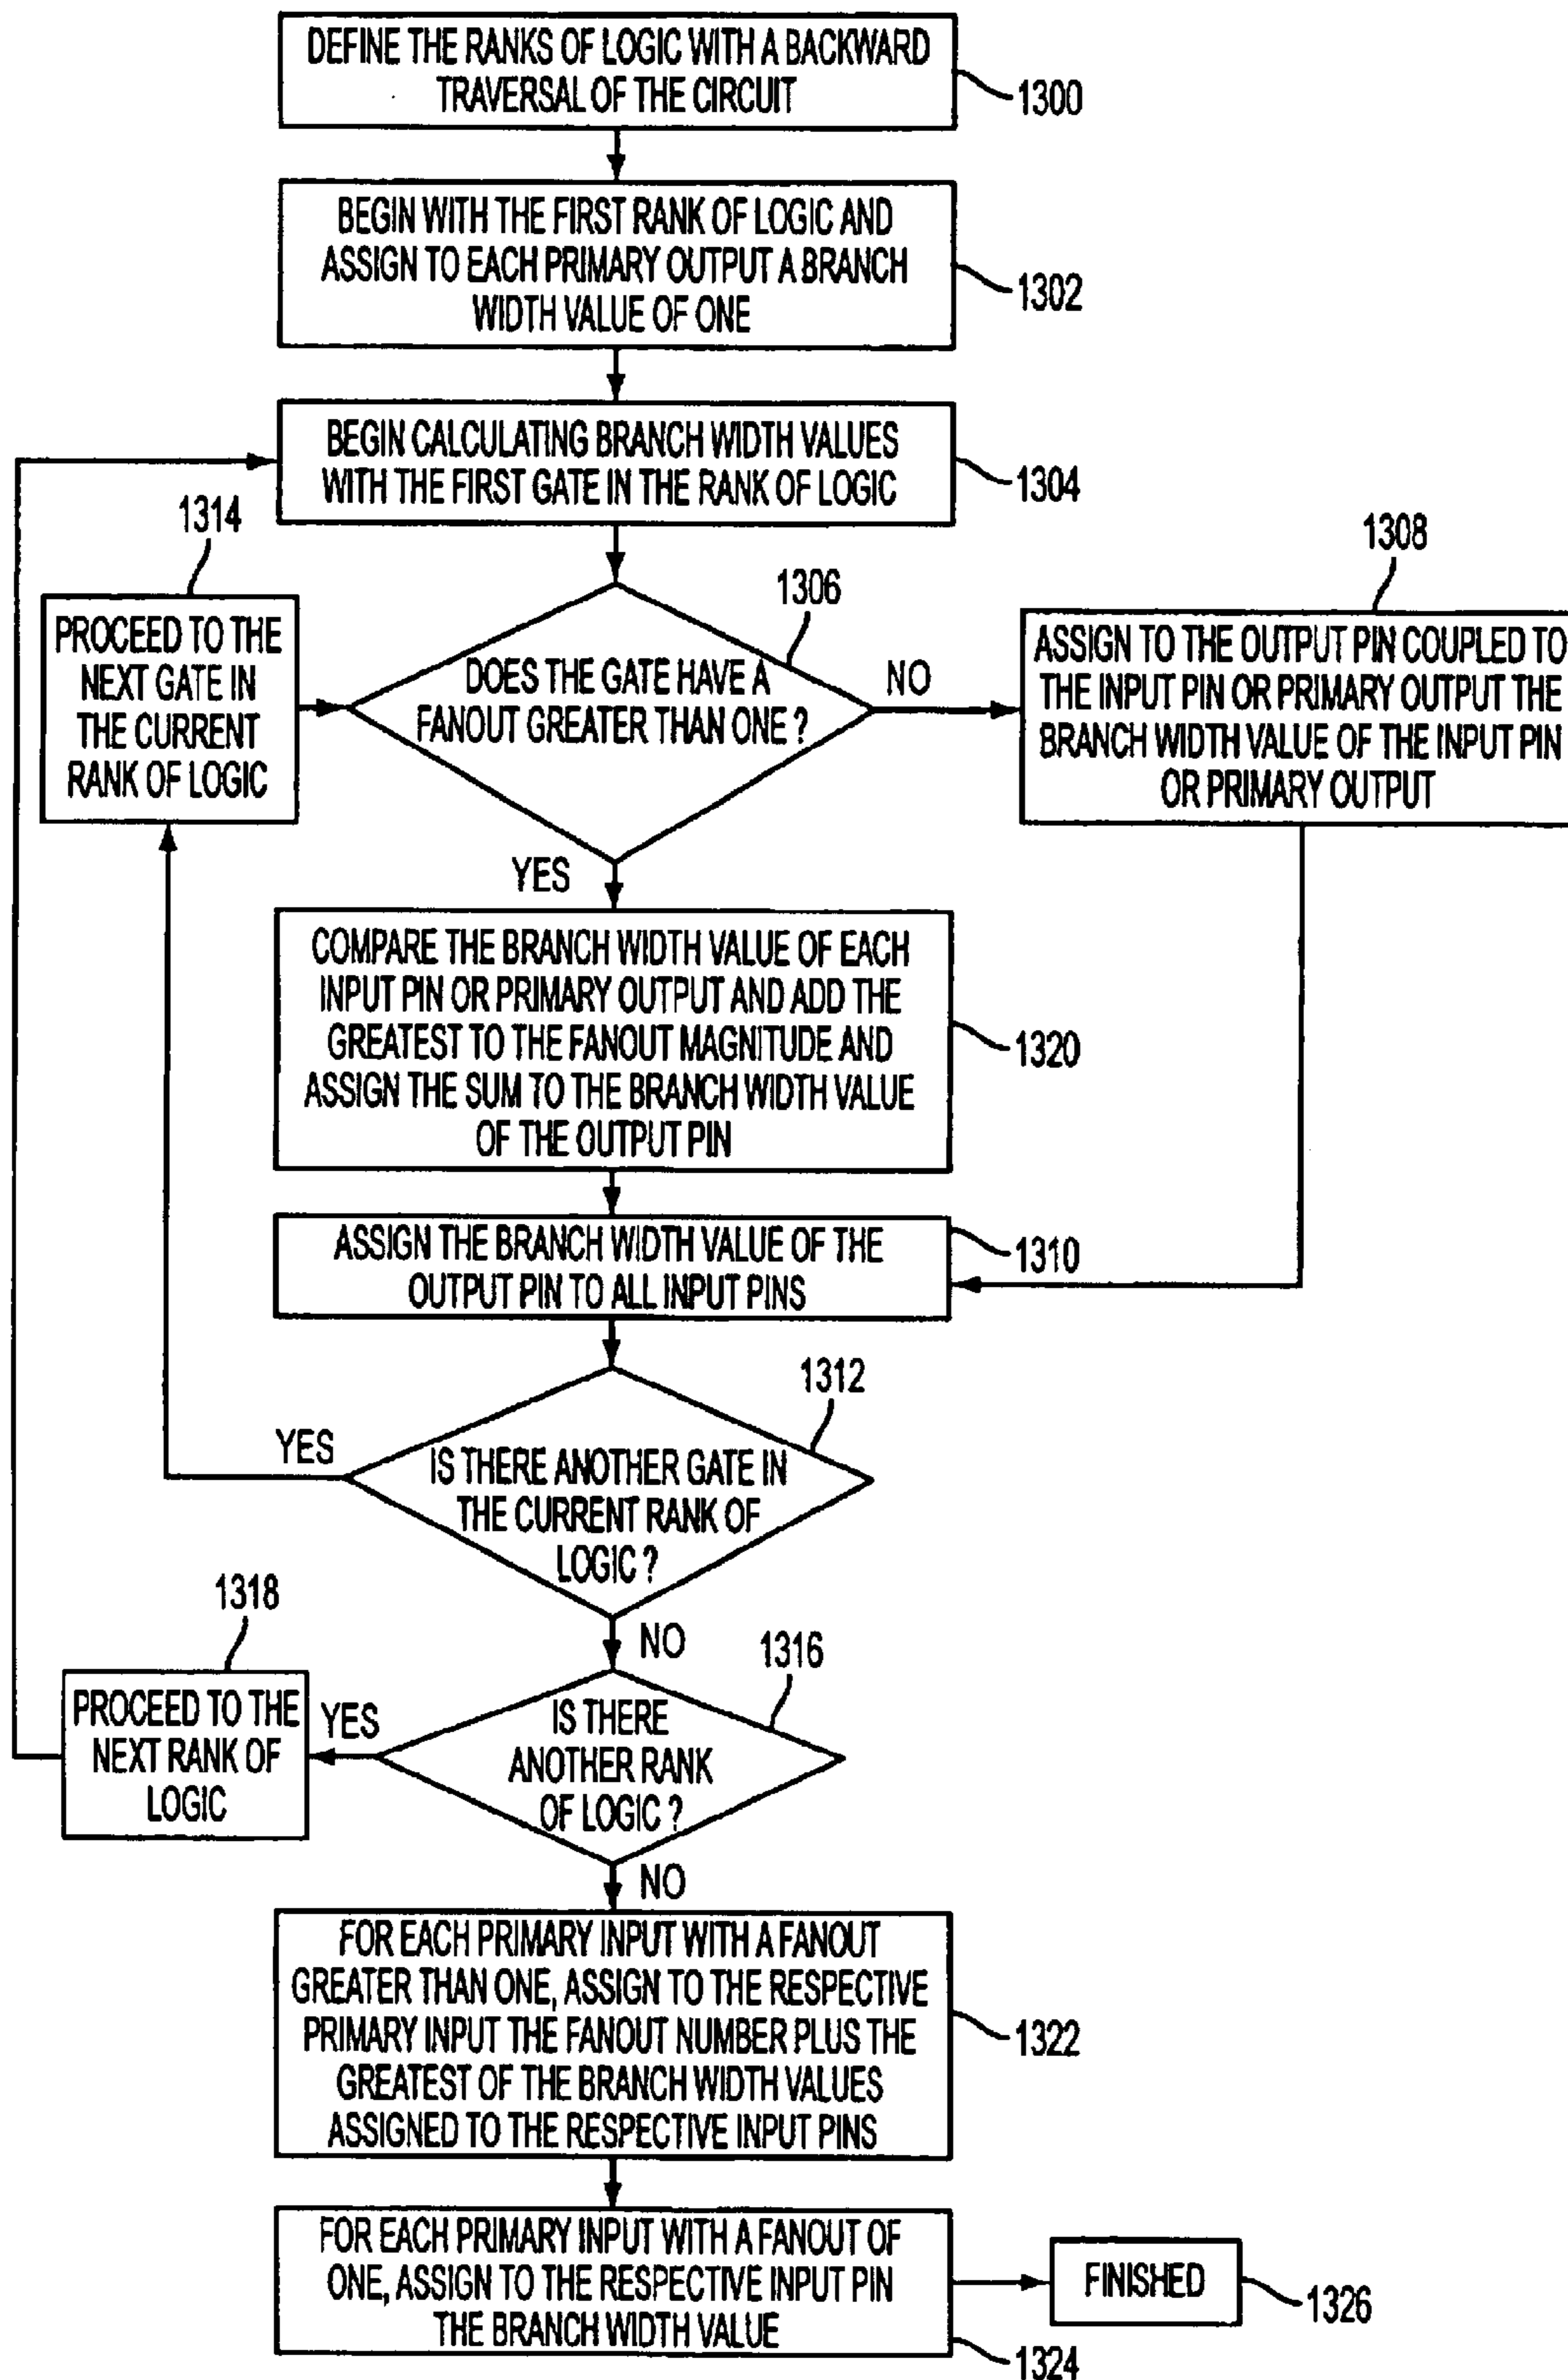 DEFINE THE RANKS OF LOGIC WITH A BACKWARD
TRAVERSAL OF THE CIRCUIT
1300
BEGIN WITH THE FIRST RANK OF LOGIC AND
ASSIGN TO EACH PRIMARY OUTPUT A BRANCH
WIDTH VALUE OF ONE
1302
BEGIN CALCULATING BRANCH WIDTH VALUES
WITH THE FIRST GATE IN THE RANK OF LOGIC
1304
1314
PROCEED TO THE
NEXT GATE IN
THE CURRENT
RANK OF LOGIC
1306
DOES THE GATE HAVE A
FANOUT GREATER THAN ONE ?
NO
YES
1308
ASSIGN TO THE OUTPUT PIN COUPLED TO
THE INPUT PIN OR PRIMARY OUTPUT THE
BRANCH WIDTH VALUE OF THE INPUT PIN
OR PRIMARY OUTPUT
COMPARE THE BRANCH WIDTH VALUE OF EACH
INPUT PIN OR PRIMARY OUTPUT AND ADD THE
GREATEST TO THE FANOUT MAGNITUDE AND
ASSIGN THE SUM TO THE BRANCH WIDTH VALUE
OF THE OUTPUT PIN
1320
ASSIGN THE BRANCH WIDTH VALUE OF THE
OUTPUT PIN TO ALL INPUT PINS
1310
1312
YES
IS THERE ANOTHER GATE IN
THE CURRENT RANK OF
LOGIC ?
NO
1318
PROCEED TO THE
NEXT RANK OF
LOGIC
YES
1316
IS THERE
ANOTHER RANK
OF LOGIC ?
NO
FOR EACH PRIMARY INPUT WITH A FANOUT
GREATER THAN ONE, ASSIGN TO THE RESPECTIVE
PRIMARY INPUT THE FANOUT NUMBER PLUS THE
GREATEST OF THE BRANCH WIDTH VALUES
ASSIGNED TO THE RESPECTIVE INPUT PINS
1322
FOR EACH PRIMARY INPUT WITH A FANOUT OF
ONE, ASSIGN TO THE RESPECTIVE INPUT PIN
THE BRANCH WIDTH VALUE
1324
FINISHED
1326